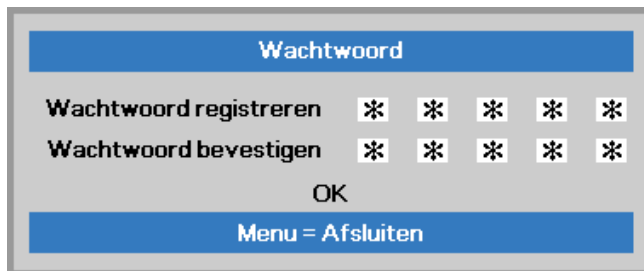 Wachtwoord
Wachtwoord registreren * * * * *
Wachtwoord bevestigen * * * * *
OK
Menu = Afsluiten